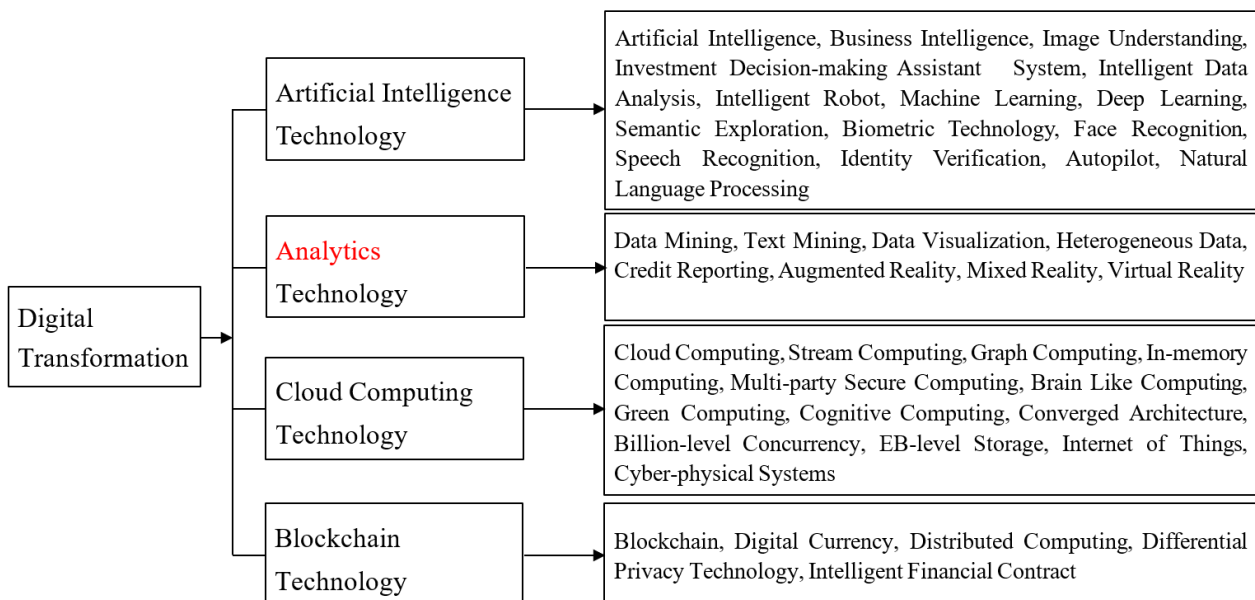 Digital
Transformation
Artificial Intelligence
Technology
Artificial Intelligence, Business Intelligence, Image Understanding,
Investment Decision-making Assistant System, Intelligent Data
Analysis, Intelligent Robot, Machine Learning, Deep Learning,
Semantic Exploration, Biometric Technology, Face Recognition,
Speech Recognition, Identity Verification, Autopilot, Natural
Language Processing
Analytics
Technology
Data Mining, Text Mining, Data Visualization, Heterogeneous Data,
Credit Reporting, Augmented Reality, Mixed Reality, Virtual Reality
Cloud Computing
Technology
Cloud Computing, Stream Computing, Graph Computing, In-memory
Computing, Multi-party Secure Computing, Brain Like Computing,
Green Computing, Cognitive Computing, Converged Architecture,
Billion-level Concurrency, EB-level Storage, Internet of Things,
Cyber-physical Systems
Blockchain
Technology
Blockchain, Digital Currency, Distributed Computing, Differential
Privacy Technology, Intelligent Financial Contract